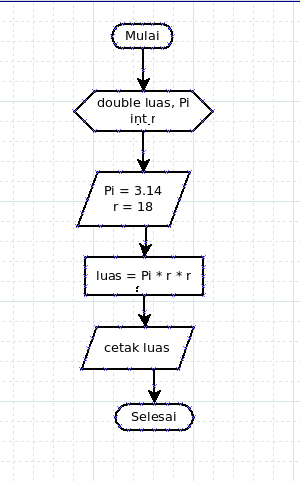 Mulai
double luas, Pi
int r
Pi = 3.14
r = 18
luas = Pi * r * r
cetak luas
Selesai